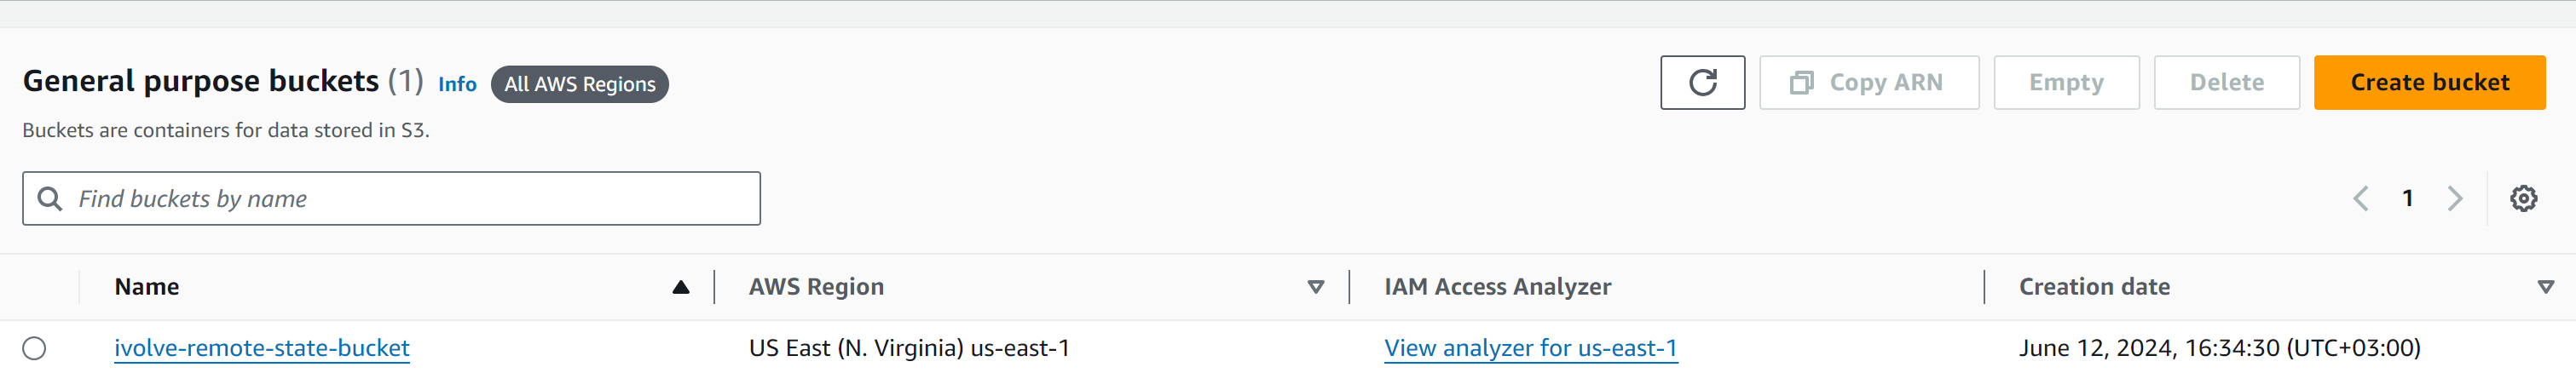 General purpose buckets (1) Info All AWS Regions
Copy ARN Empty Delete Create bucket
Buckets are containers for data stored in S3.
Find buckets by name
1
Name AWS Region IAM Access Analyzer Creation date
ivolve-remote-state-bucket US East (N. Virginia) us-east-1 View analyzer for us-east-1 June 12, 2024, 16:34:30 (UTC+03:00)